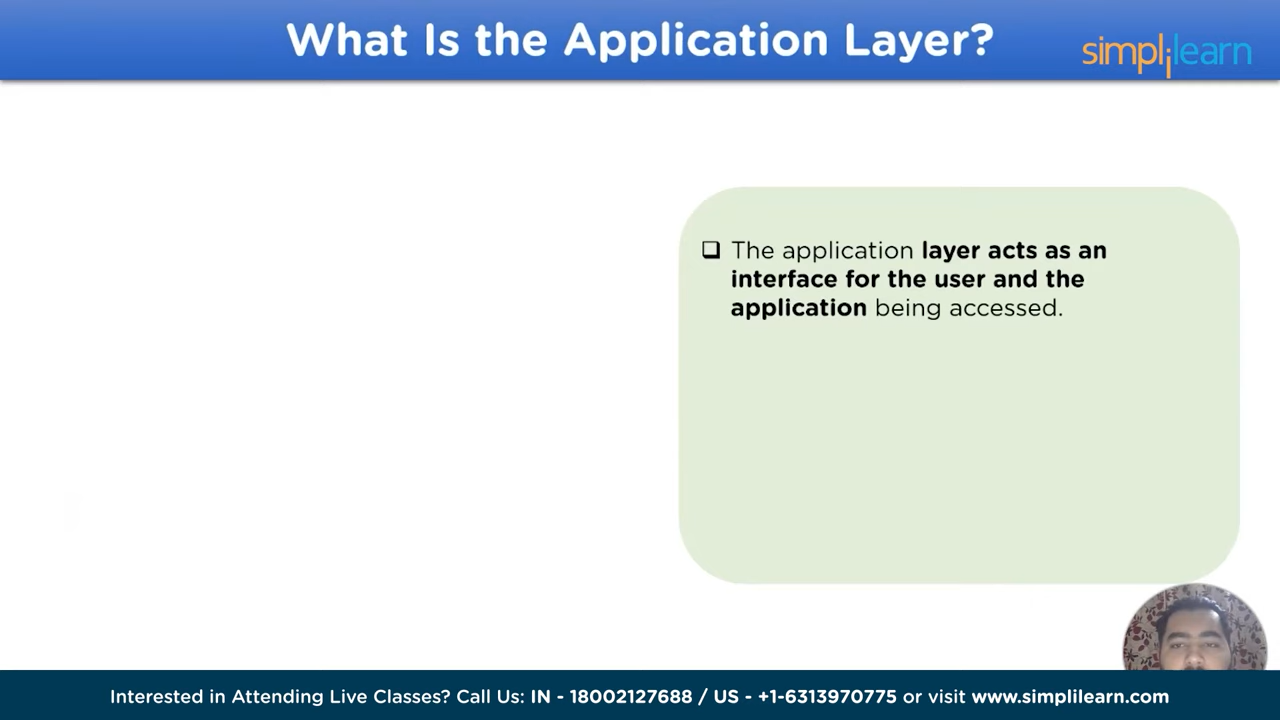 What Is the Application Layer?
simplilearn
❑ The application layer acts as an
interface for the user and the
application being accessed.
Interested in Attending Live Classes? Call Us: IN - 18002127688 / US - +1-6313970775 or visit www.simplilearn.com